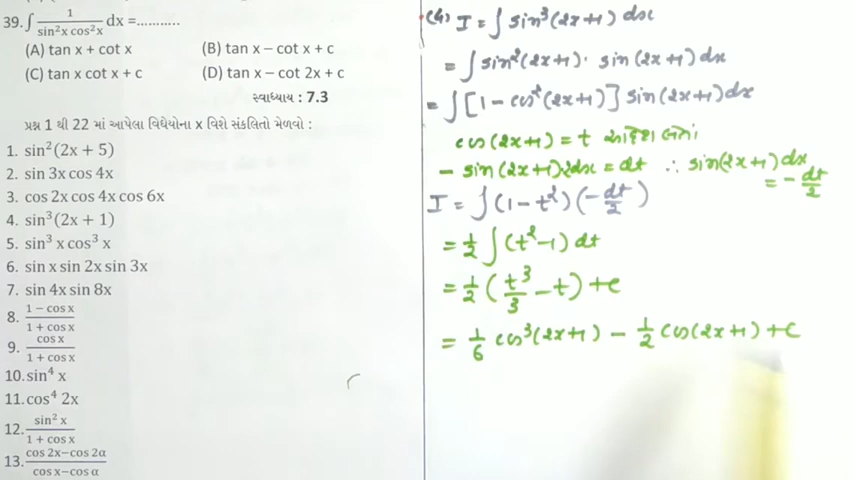 39. ∫ 1/(sin²x cos²x) dx =...........
(A) tan x + cot x (B) tan x − cot x + c
(C) tan x cot x + c (D) tan x − cot 2x + c
સ્વાધ્યાય : 7.3
પ્રશ્ન 1 થી 22 માં આપેલા વિધેયોના x વિશે સંકલિતો મેળવો :
1. sin²(2x + 5)
2. sin 3x cos 4x
3. cos 2x cos 4x cos 6x
4. sin³(2x + 1)
5. sin³ x cos³ x
6. sin x sin 2x sin 3x
7. sin 4x sin 8x
8. (1 − cos x)/(1 + cos x)
9. cos x/(1 + cos x)
10. sin⁴ x
11. cos⁴ 2x
12. sin² x/(1 + cos x)
13. (cos 2x−cos 2α)/(cos x−cos α)
(4) I = ∫ sin³(2x+1) dx
= ∫ sin²(2x+1) · sin(2x+1) dx
= ∫ [1 − cos²(2x+1)] sin(2x+1) dx
cos(2x+1) = t આદેશ લેતાં
− sin(2x+1)×2dx = dt ∴ sin(2x+1) dx
= − dt/2
I = ∫ (1 − t²) (− dt/2)
= 1/2 ∫ (t² − 1) dt
= 1/2 (t³/3 − t) + c
= 1/6 cos³(2x+1) − 1/2 cos(2x+1) + c